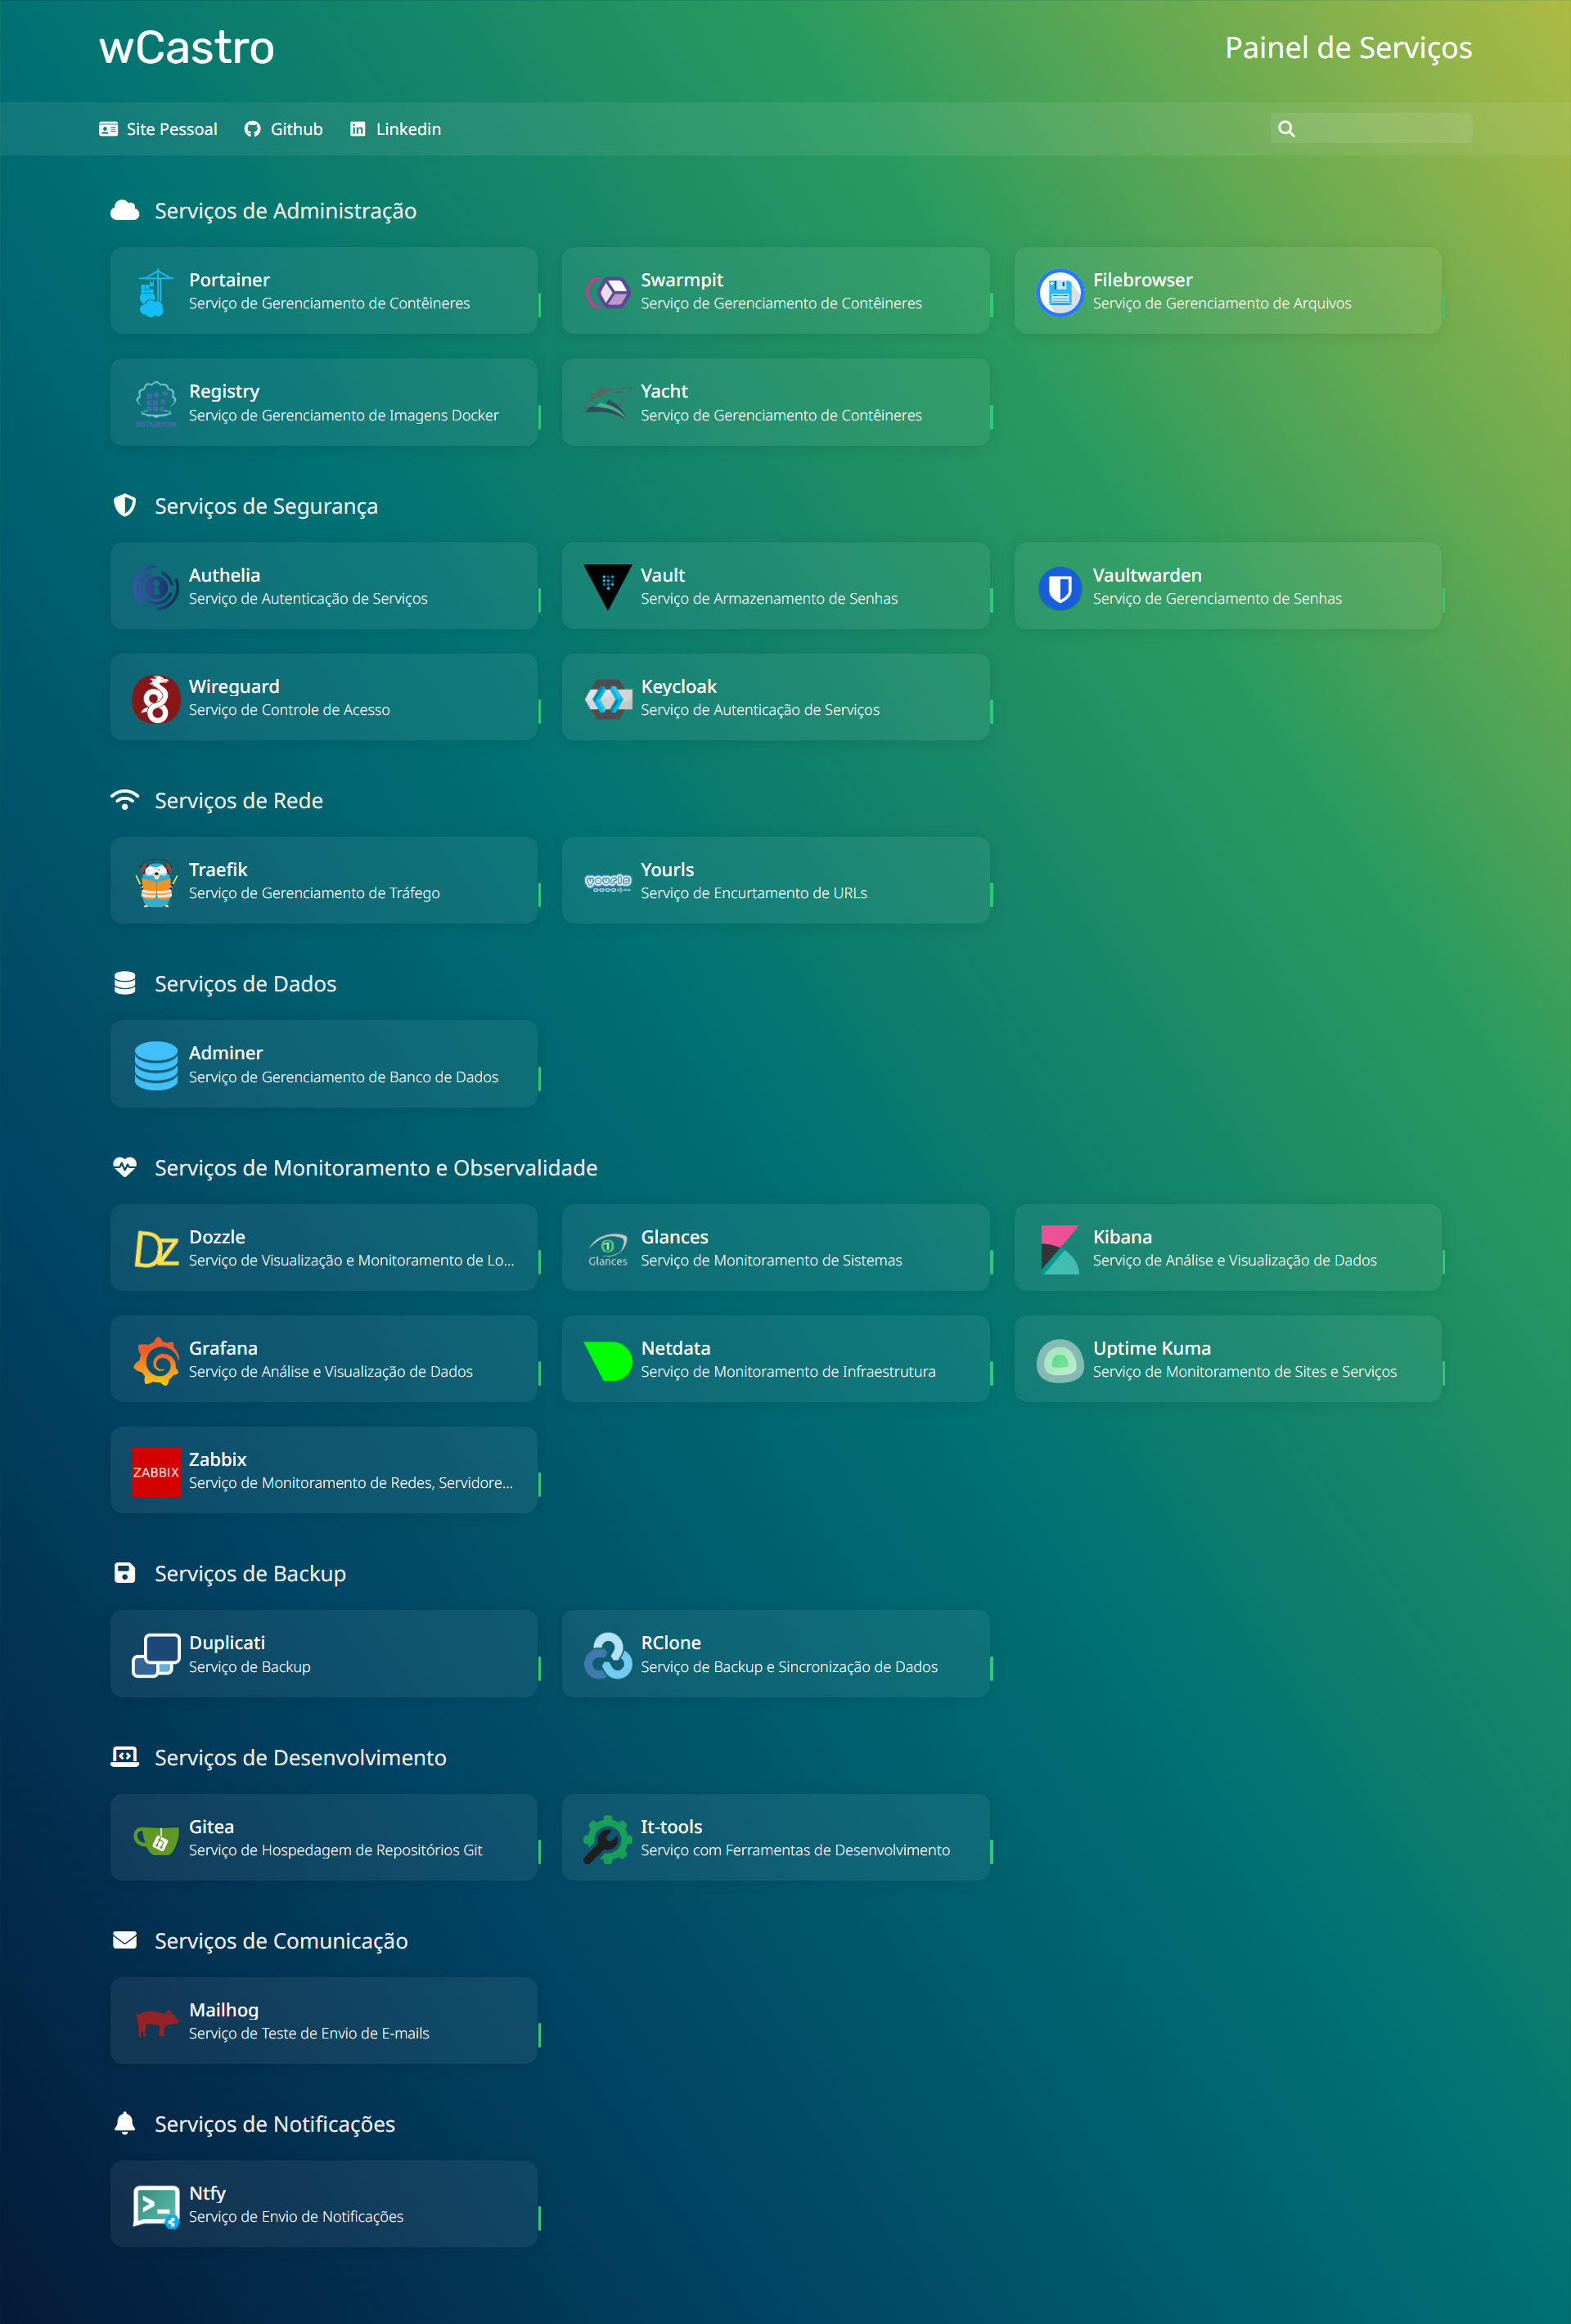 wCastro
Painel de Serviços
Site Pessoal
Github
Linkedin
Serviços de Administração
Portainer
Serviço de Gerenciamento de Contêineres
Swarmpit
Serviço de Gerenciamento de Contêineres
Filebrowser
Serviço de Gerenciamento de Arquivos
Registry
Serviço de Gerenciamento de Imagens Docker
Yacht
Serviço de Gerenciamento de Contêineres
Serviços de Segurança
Authelia
Serviço de Autenticação de Serviços
Vault
Serviço de Armazenamento de Senhas
Vaultwarden
Serviço de Gerenciamento de Senhas
Wireguard
Serviço de Controle de Acesso
Keycloak
Serviço de Autenticação de Serviços
Serviços de Rede
Traefik
Serviço de Gerenciamento de Tráfego
Yourls
Serviço de Encurtamento de URLs
Serviços de Dados
Adminer
Serviço de Gerenciamento de Banco de Dados
Serviços de Monitoramento e Observalidade
Dozzle
Serviço de Visualização e Monitoramento de Lo...
Glances
Glances
Serviço de Monitoramento de Sistemas
Kibana
Serviço de Análise e Visualização de Dados
Grafana
Serviço de Análise e Visualização de Dados
Netdata
Serviço de Monitoramento de Infraestrutura
Uptime Kuma
Serviço de Monitoramento de Sites e Serviços
ZABBIX
Zabbix
Serviço de Monitoramento de Redes, Servidore...
Serviços de Backup
Duplicati
Serviço de Backup
RClone
Serviço de Backup e Sincronização de Dados
Serviços de Desenvolvimento
Gitea
Serviço de Hospedagem de Repositórios Git
It-tools
Serviço com Ferramentas de Desenvolvimento
Serviços de Comunicação
Mailhog
Serviço de Teste de Envio de E-mails
Serviços de Notificações
Ntfy
Serviço de Envio de Notificações